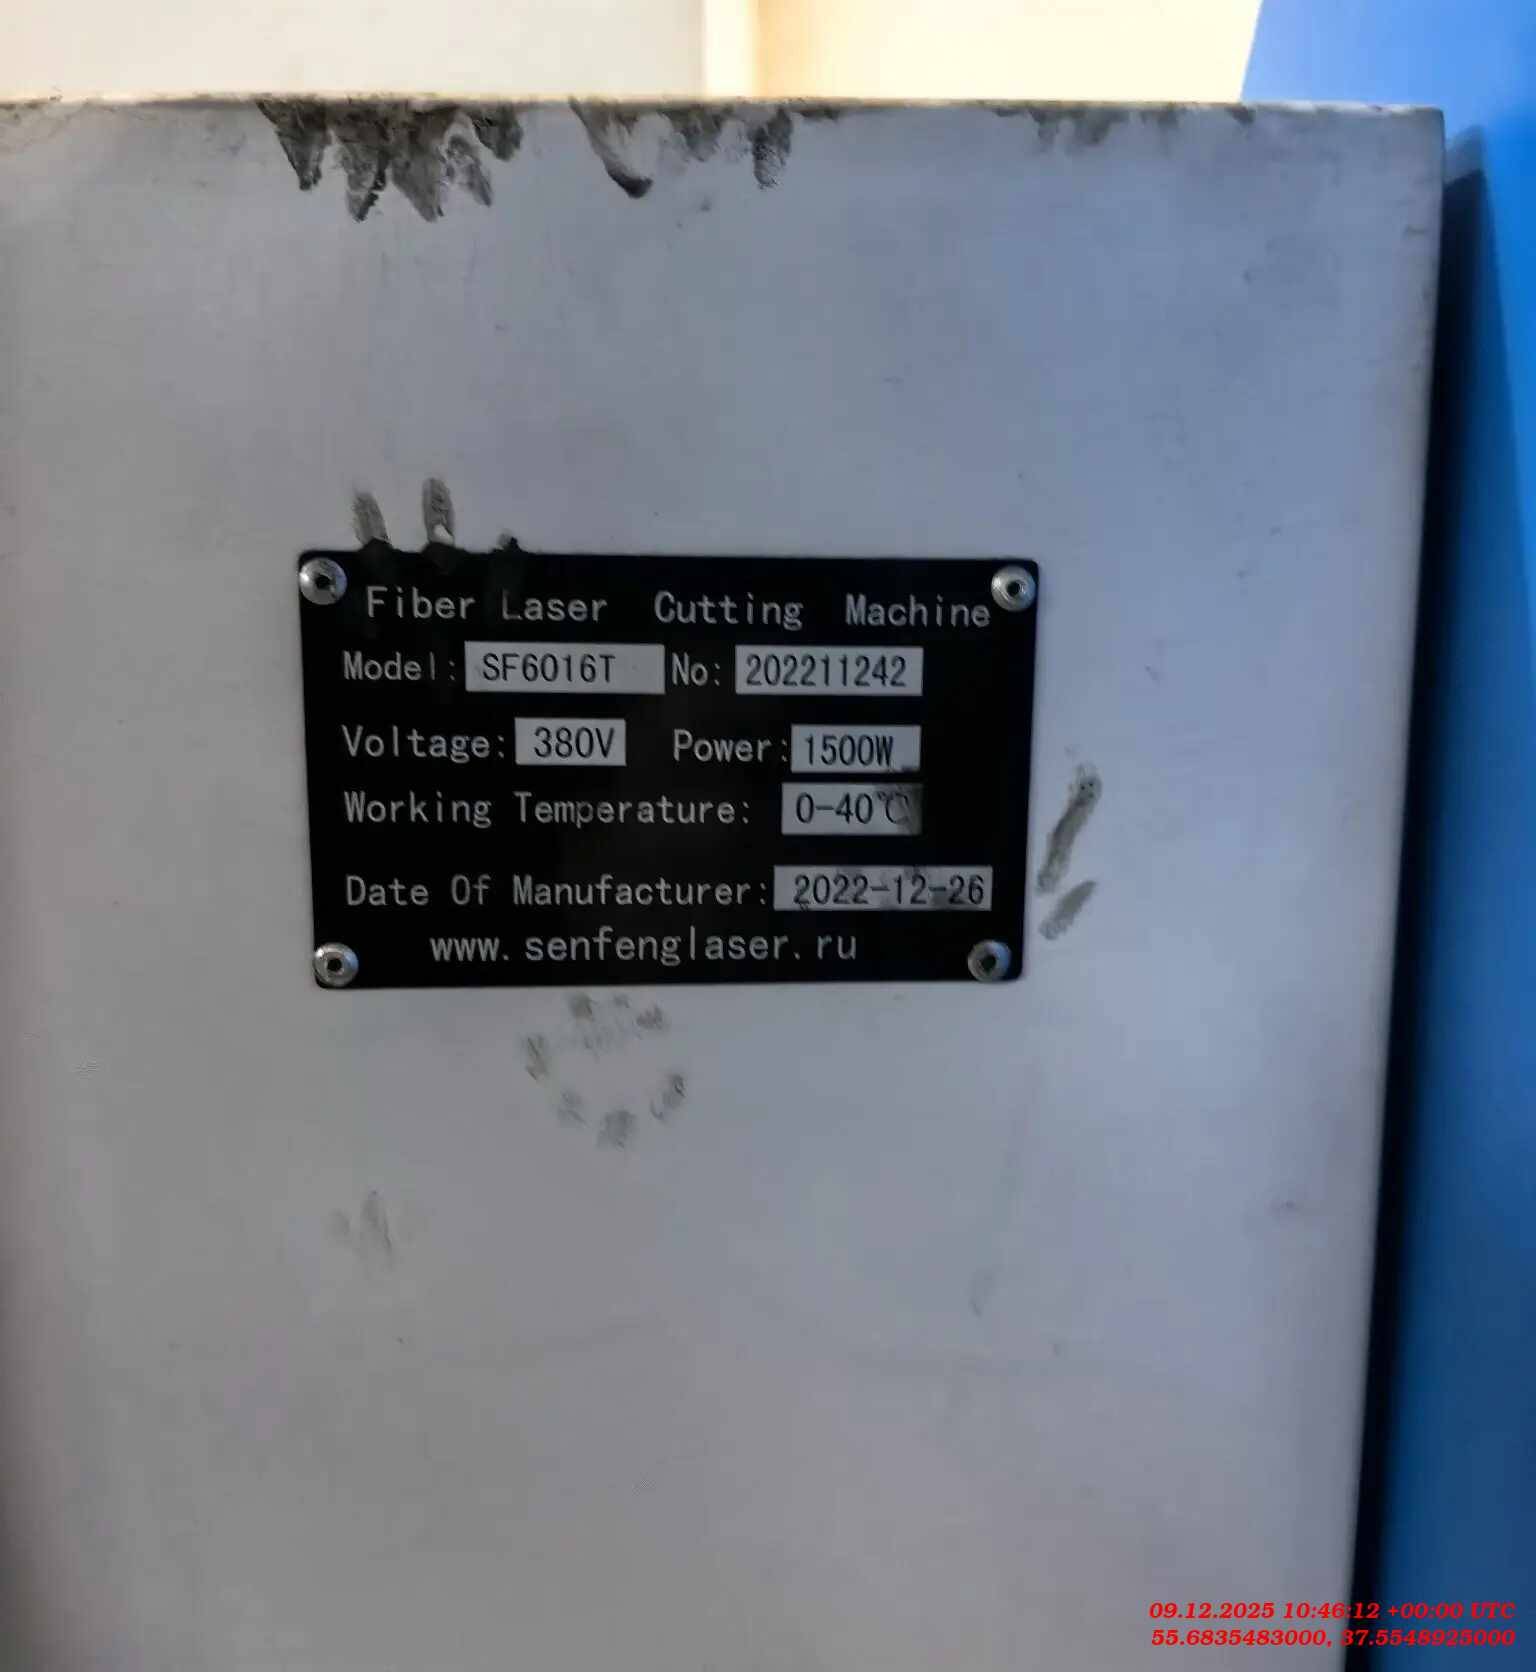 Fiber Laser Cutting Machine
Model: SF6016T No: 202211242
Voltage: 380V Power: 1500W
Working Temperature: 0-40℃
Date Of Manufacturer: 2022-12-26
www.senfenglaser.ru
09.12.2025 10:46:12 +00:00 UTC
55.6835483000, 37.5548925000